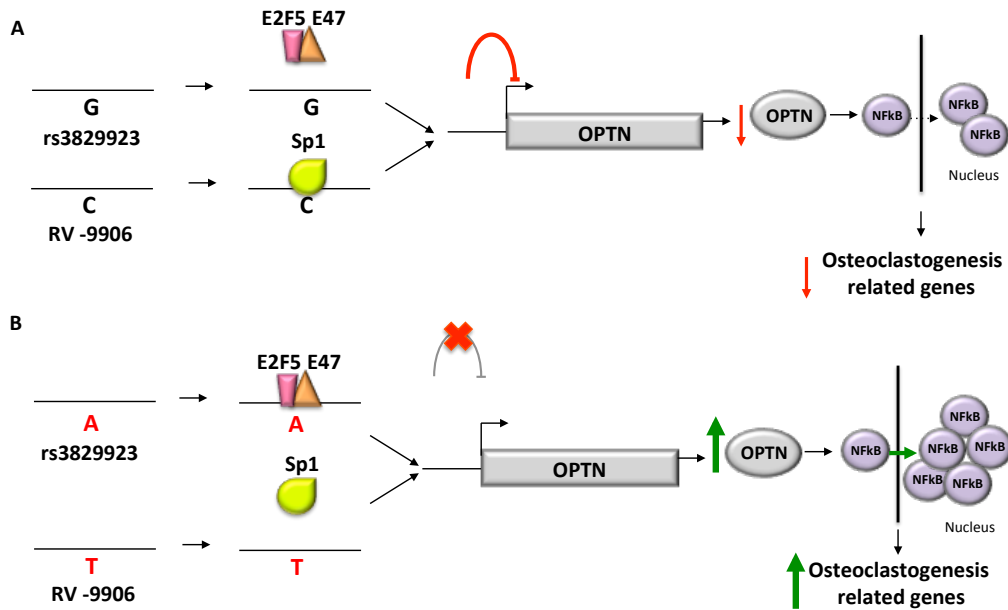 A
E2F5 E47
G
rs3829923
G
Sp1
C
RV -9906
C
OPTN
OPTN
NFkB
NFkB
NFkB
Nucleus
Osteoclastogenesis
related genes
B
E2F5 E47
A
rs3829923
A
Sp1
T
RV -9906
T
OPTN
OPTN
NFkB
NFkB
NFkB
NFkB
NFkB
NFkB
Nucleus
Osteoclastogenesis
related genes